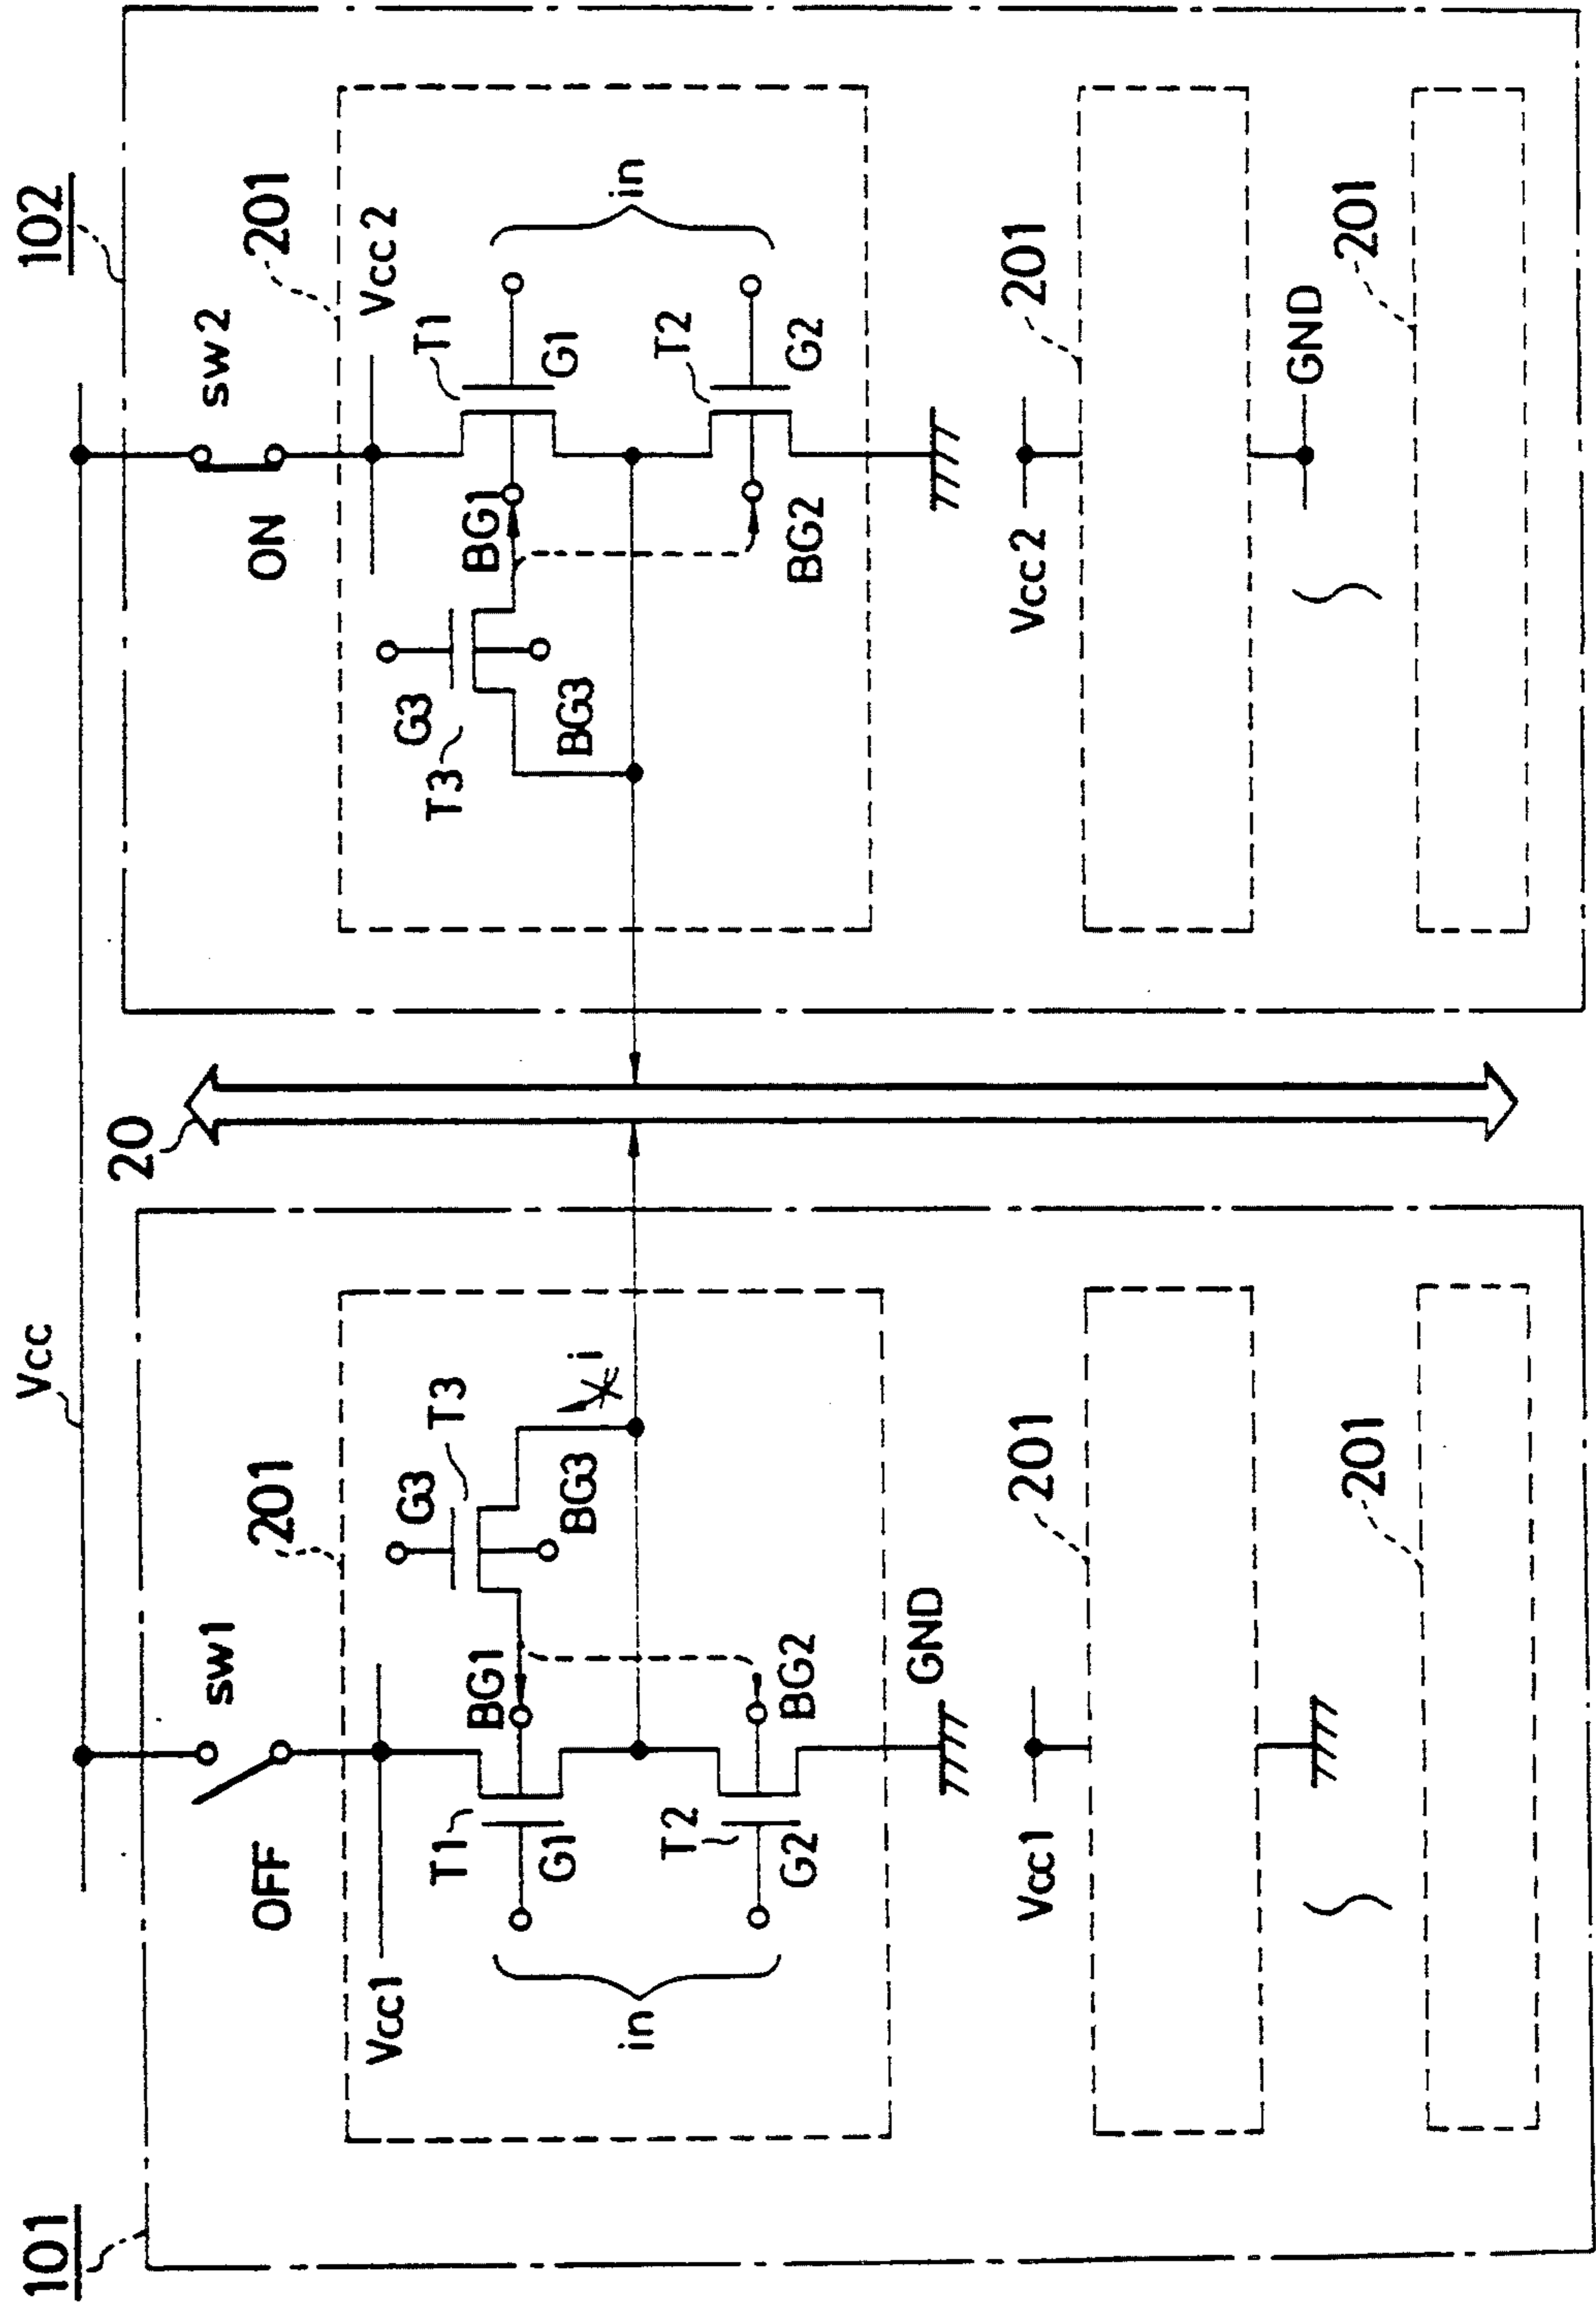 Vcc
101
102
20
sw1
OFF
201
Vcc1
T1
G1
BG1
G3
T3
BG3
i
in
T2
G2
BG2
GND
Vcc1
201
201
sw2
ON
201
Vcc2
T1
G1
BG1
G3
T3
BG3
in
T2
G2
BG2
Vcc2
201
GND
201